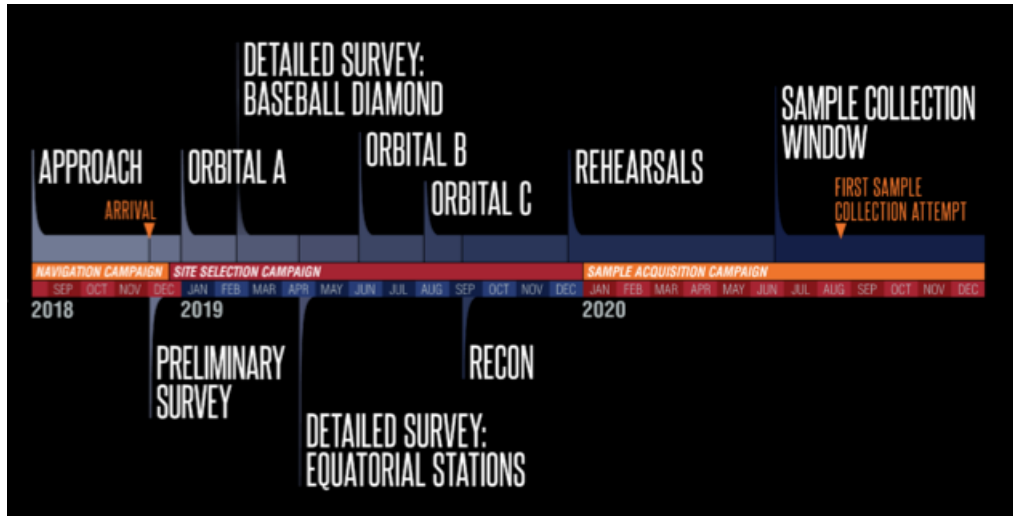 DETAILED SURVEY:
BASEBALL DIAMOND
SAMPLE COLLECTION
WINDOW
APPROACH
ORBITAL A
ORBITAL B
ORBITAL C
REHEARSALS
FIRST SAMPLE
COLLECTION ATTEMPT
ARRIVAL
NAVIGATION CAMPAIGN SITE SELECTION CAMPAIGN SAMPLE ACQUISITION CAMPAIGN
SEP OCT NOV DEC JAN FEB MAR APR MAY JUN JUL AUG SEP OCT NOV DEC JAN FEB MAR APR MAY JUN JUL AUG SEP OCT NOV DEC
2018 2019 2020
PRELIMINARY
SURVEY
RECON
DETAILED SURVEY:
EQUATORIAL STATIONS